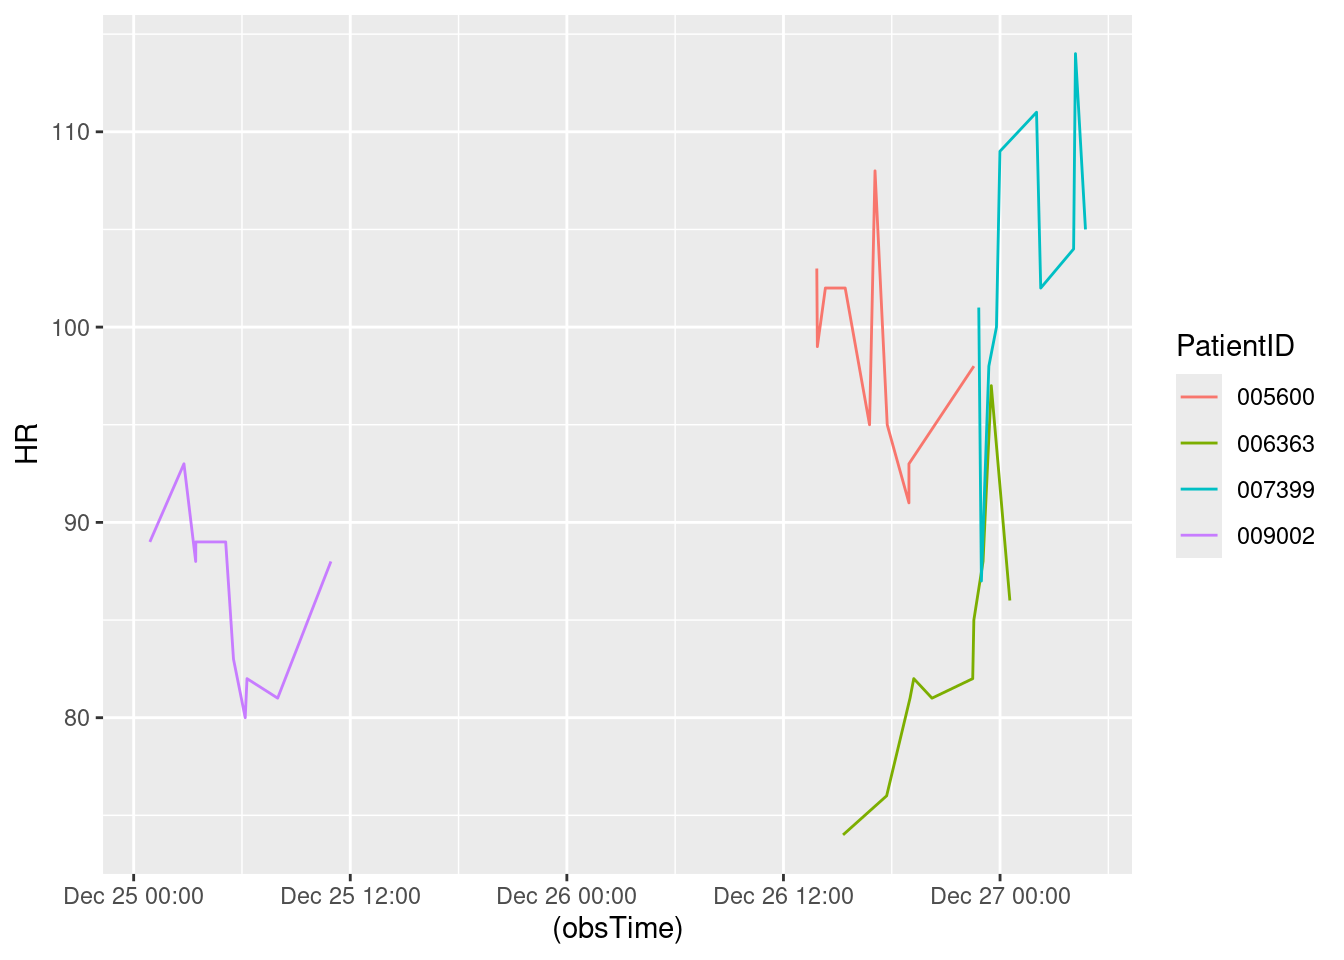 HR
110
100
90
80
Dec 25 00:00
Dec 25 12:00
Dec 26 00:00
Dec 26 12:00
Dec 27 00:00
(obsTime)
PatientID
005600
006363
007399
009002